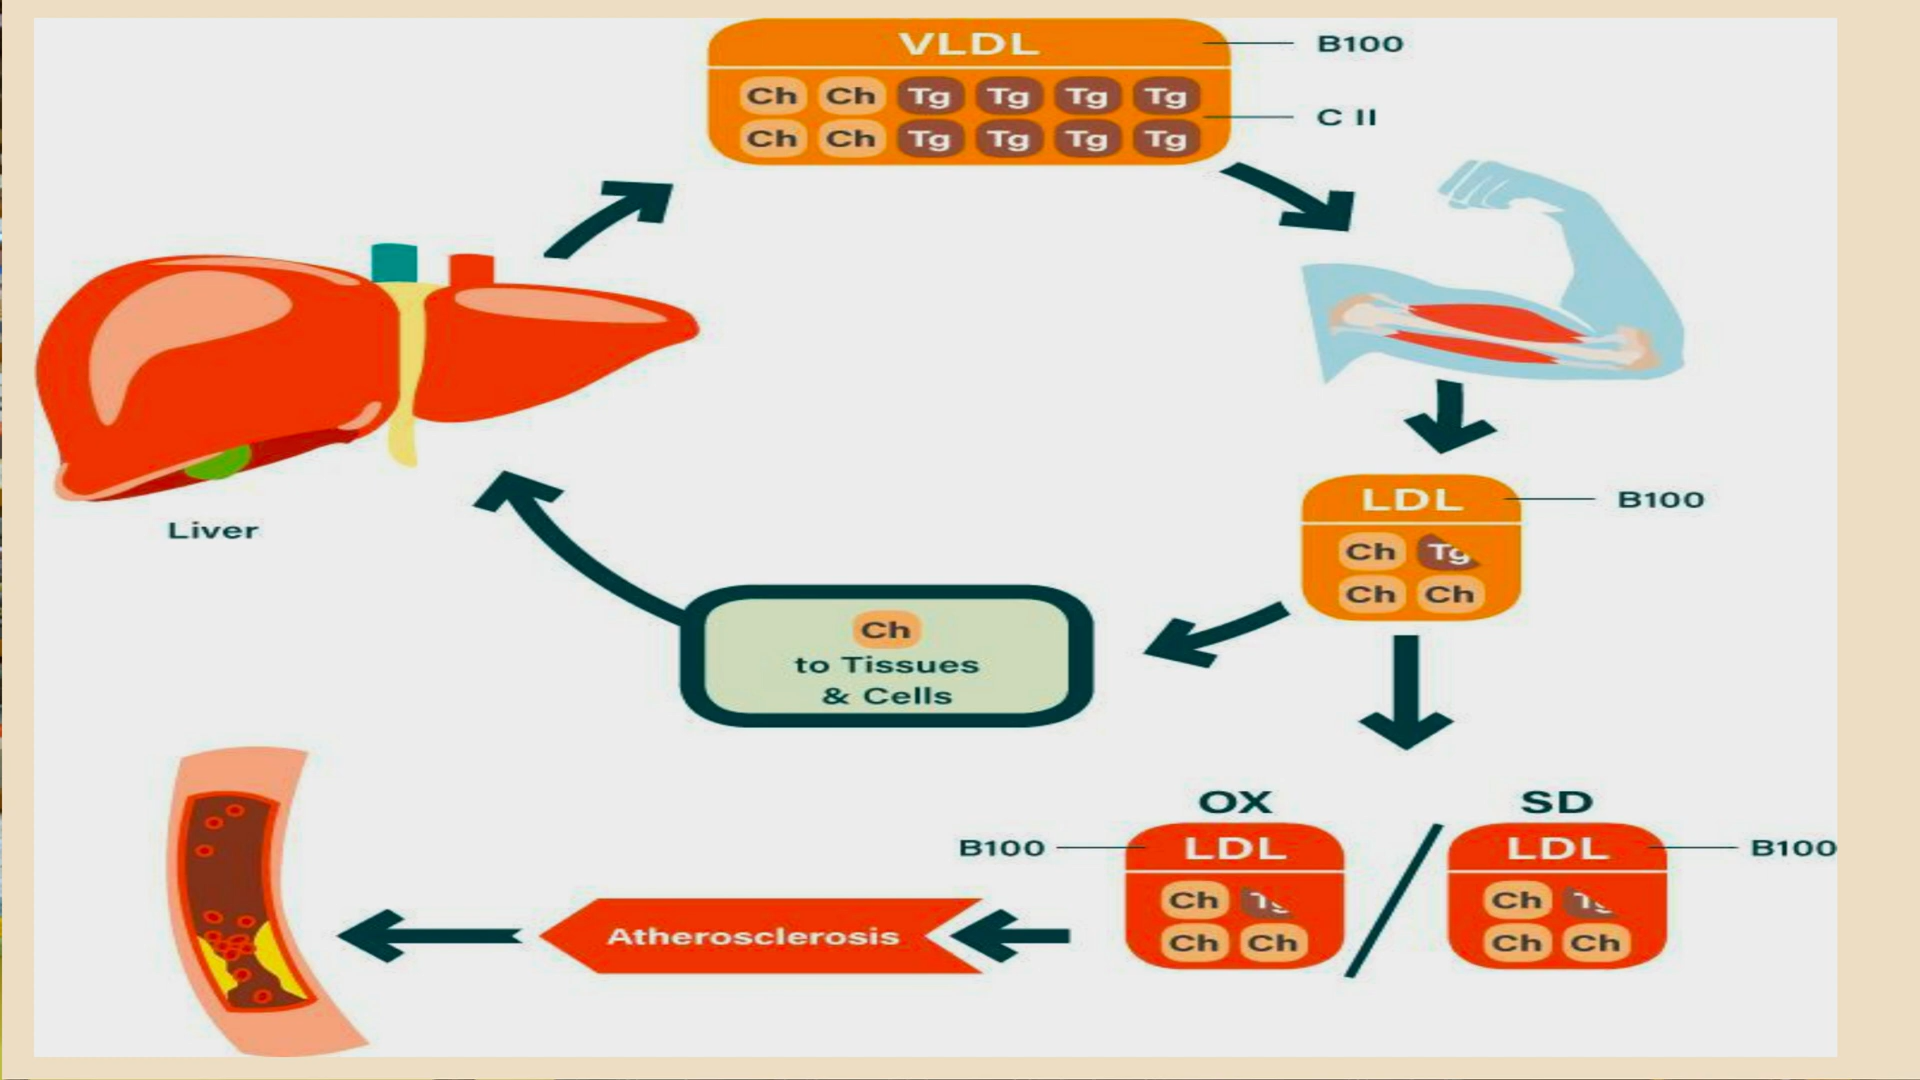 VLDL
B100
Ch Ch Tg Tg Tg Tg
C II
Ch Ch Tg Tg Tg Tg
Liver
LDL
B100
Ch Tg
Ch Ch
Ch
to Tissues
& Cells
OX
SD
B100
LDL
LDL
B100
Ch Tg
Ch Ch
Ch Tg
Ch Ch
Atherosclerosis